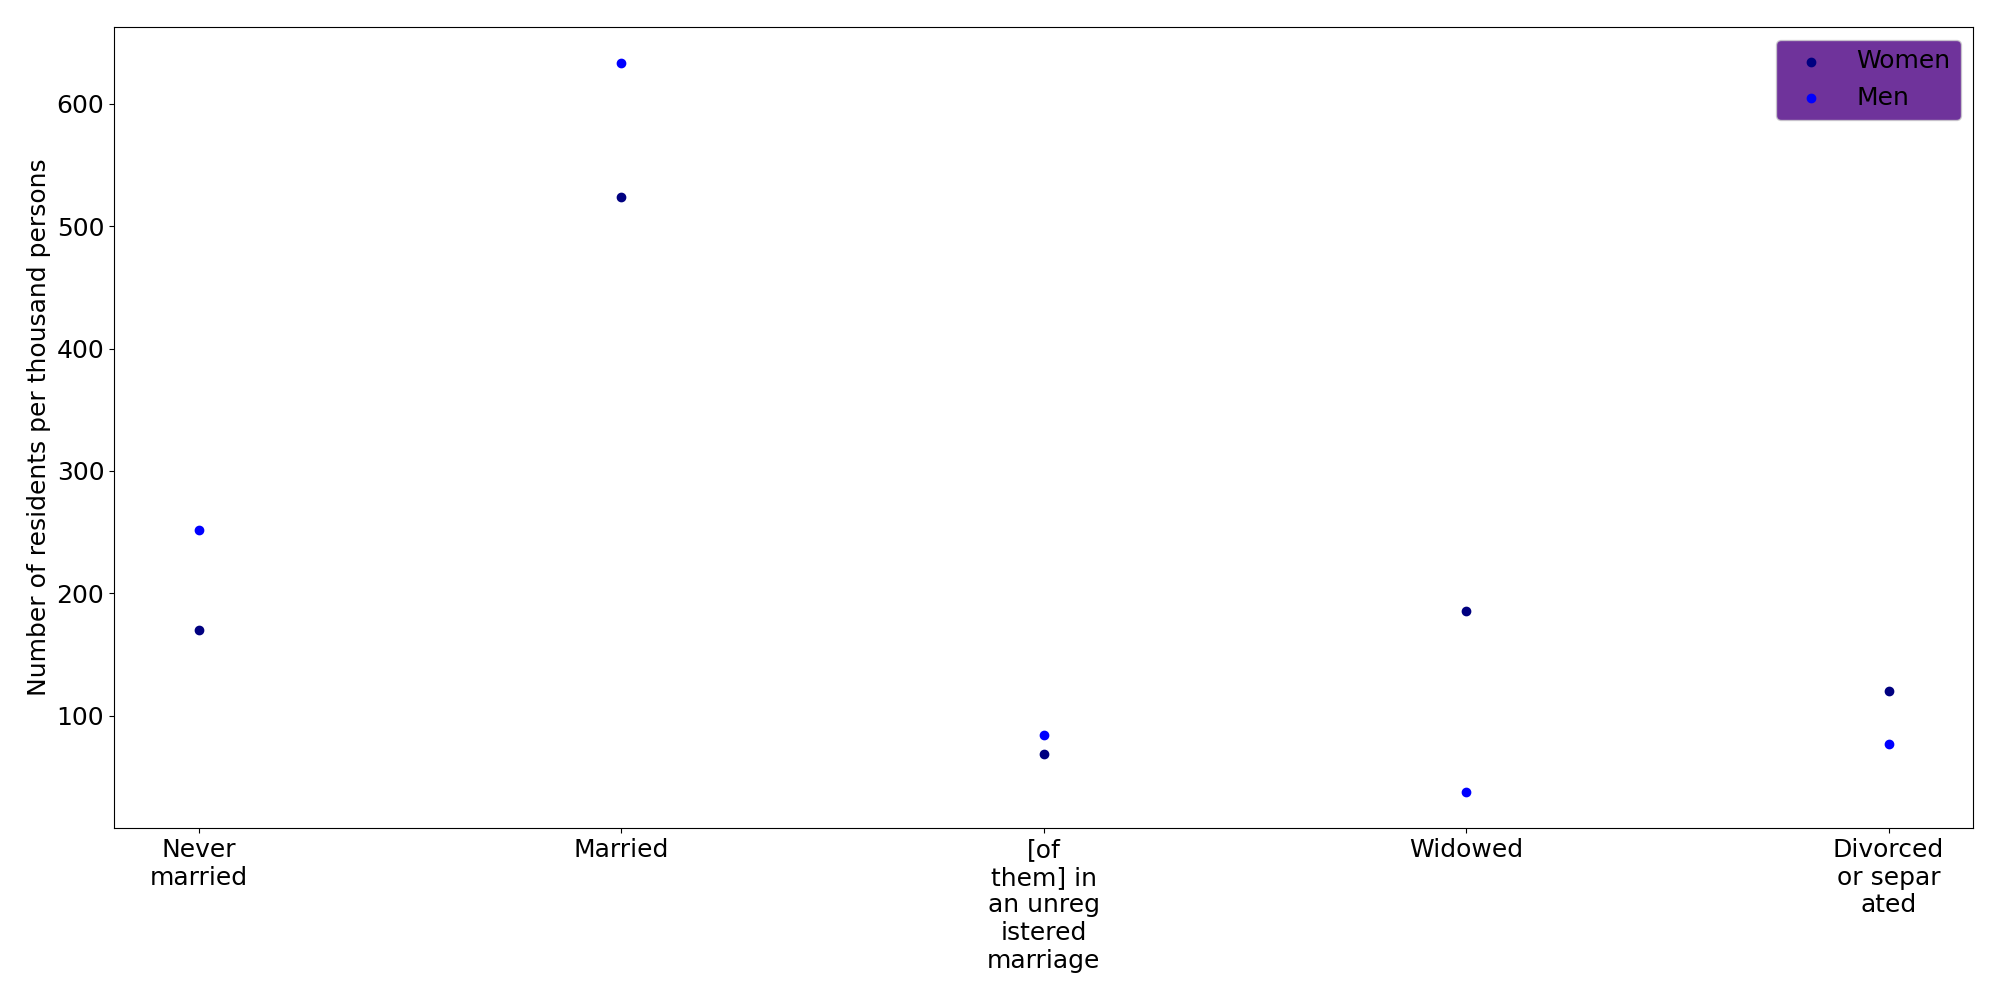 Number of residents per thousand persons
600
500
400
300
200
100
Women
Men
Never
married
Married
[of
them] in
an unreg
istered
marriage
Widowed
Divorced
or separ
ated